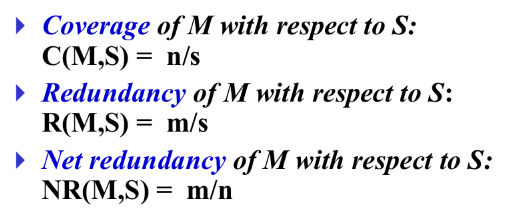 Coverage of M with respect to S:
C(M,S) = n/s
Redundancy of M with respect to S:
R(M,S) = m/s
Net redundancy of M with respect to S:
NR(M,S) = m/n